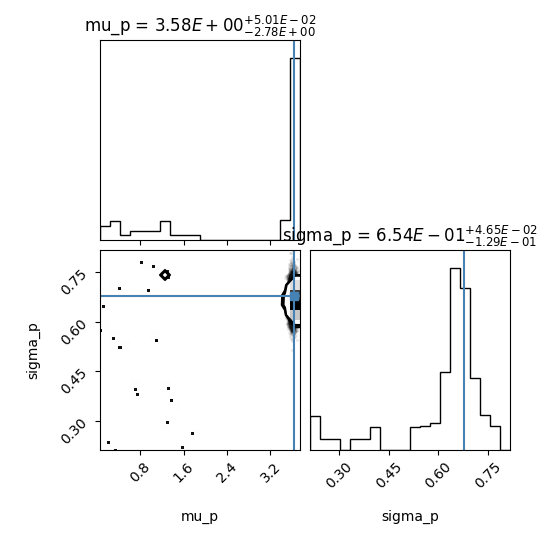 mu_p = 3.58E+00 +5.01E−02 −2.78E+00
sigma_p = 6.54E−01 +4.65E−02 −1.29E−01
sigma_p
0.75
0.60
0.45
0.30
0.8 1.6 2.4 3.2
mu_p
0.30 0.45 0.60 0.75
sigma_p